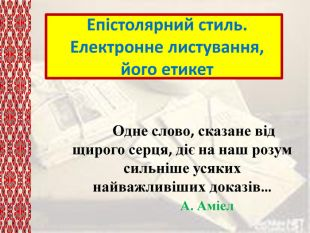 Епістолярний стиль.
Електронне листування,
його етикет
Одне слово, сказане від
щирого серця, діє на наш розум
сильніше усяких
найважливіших доказів...
А. Аміел